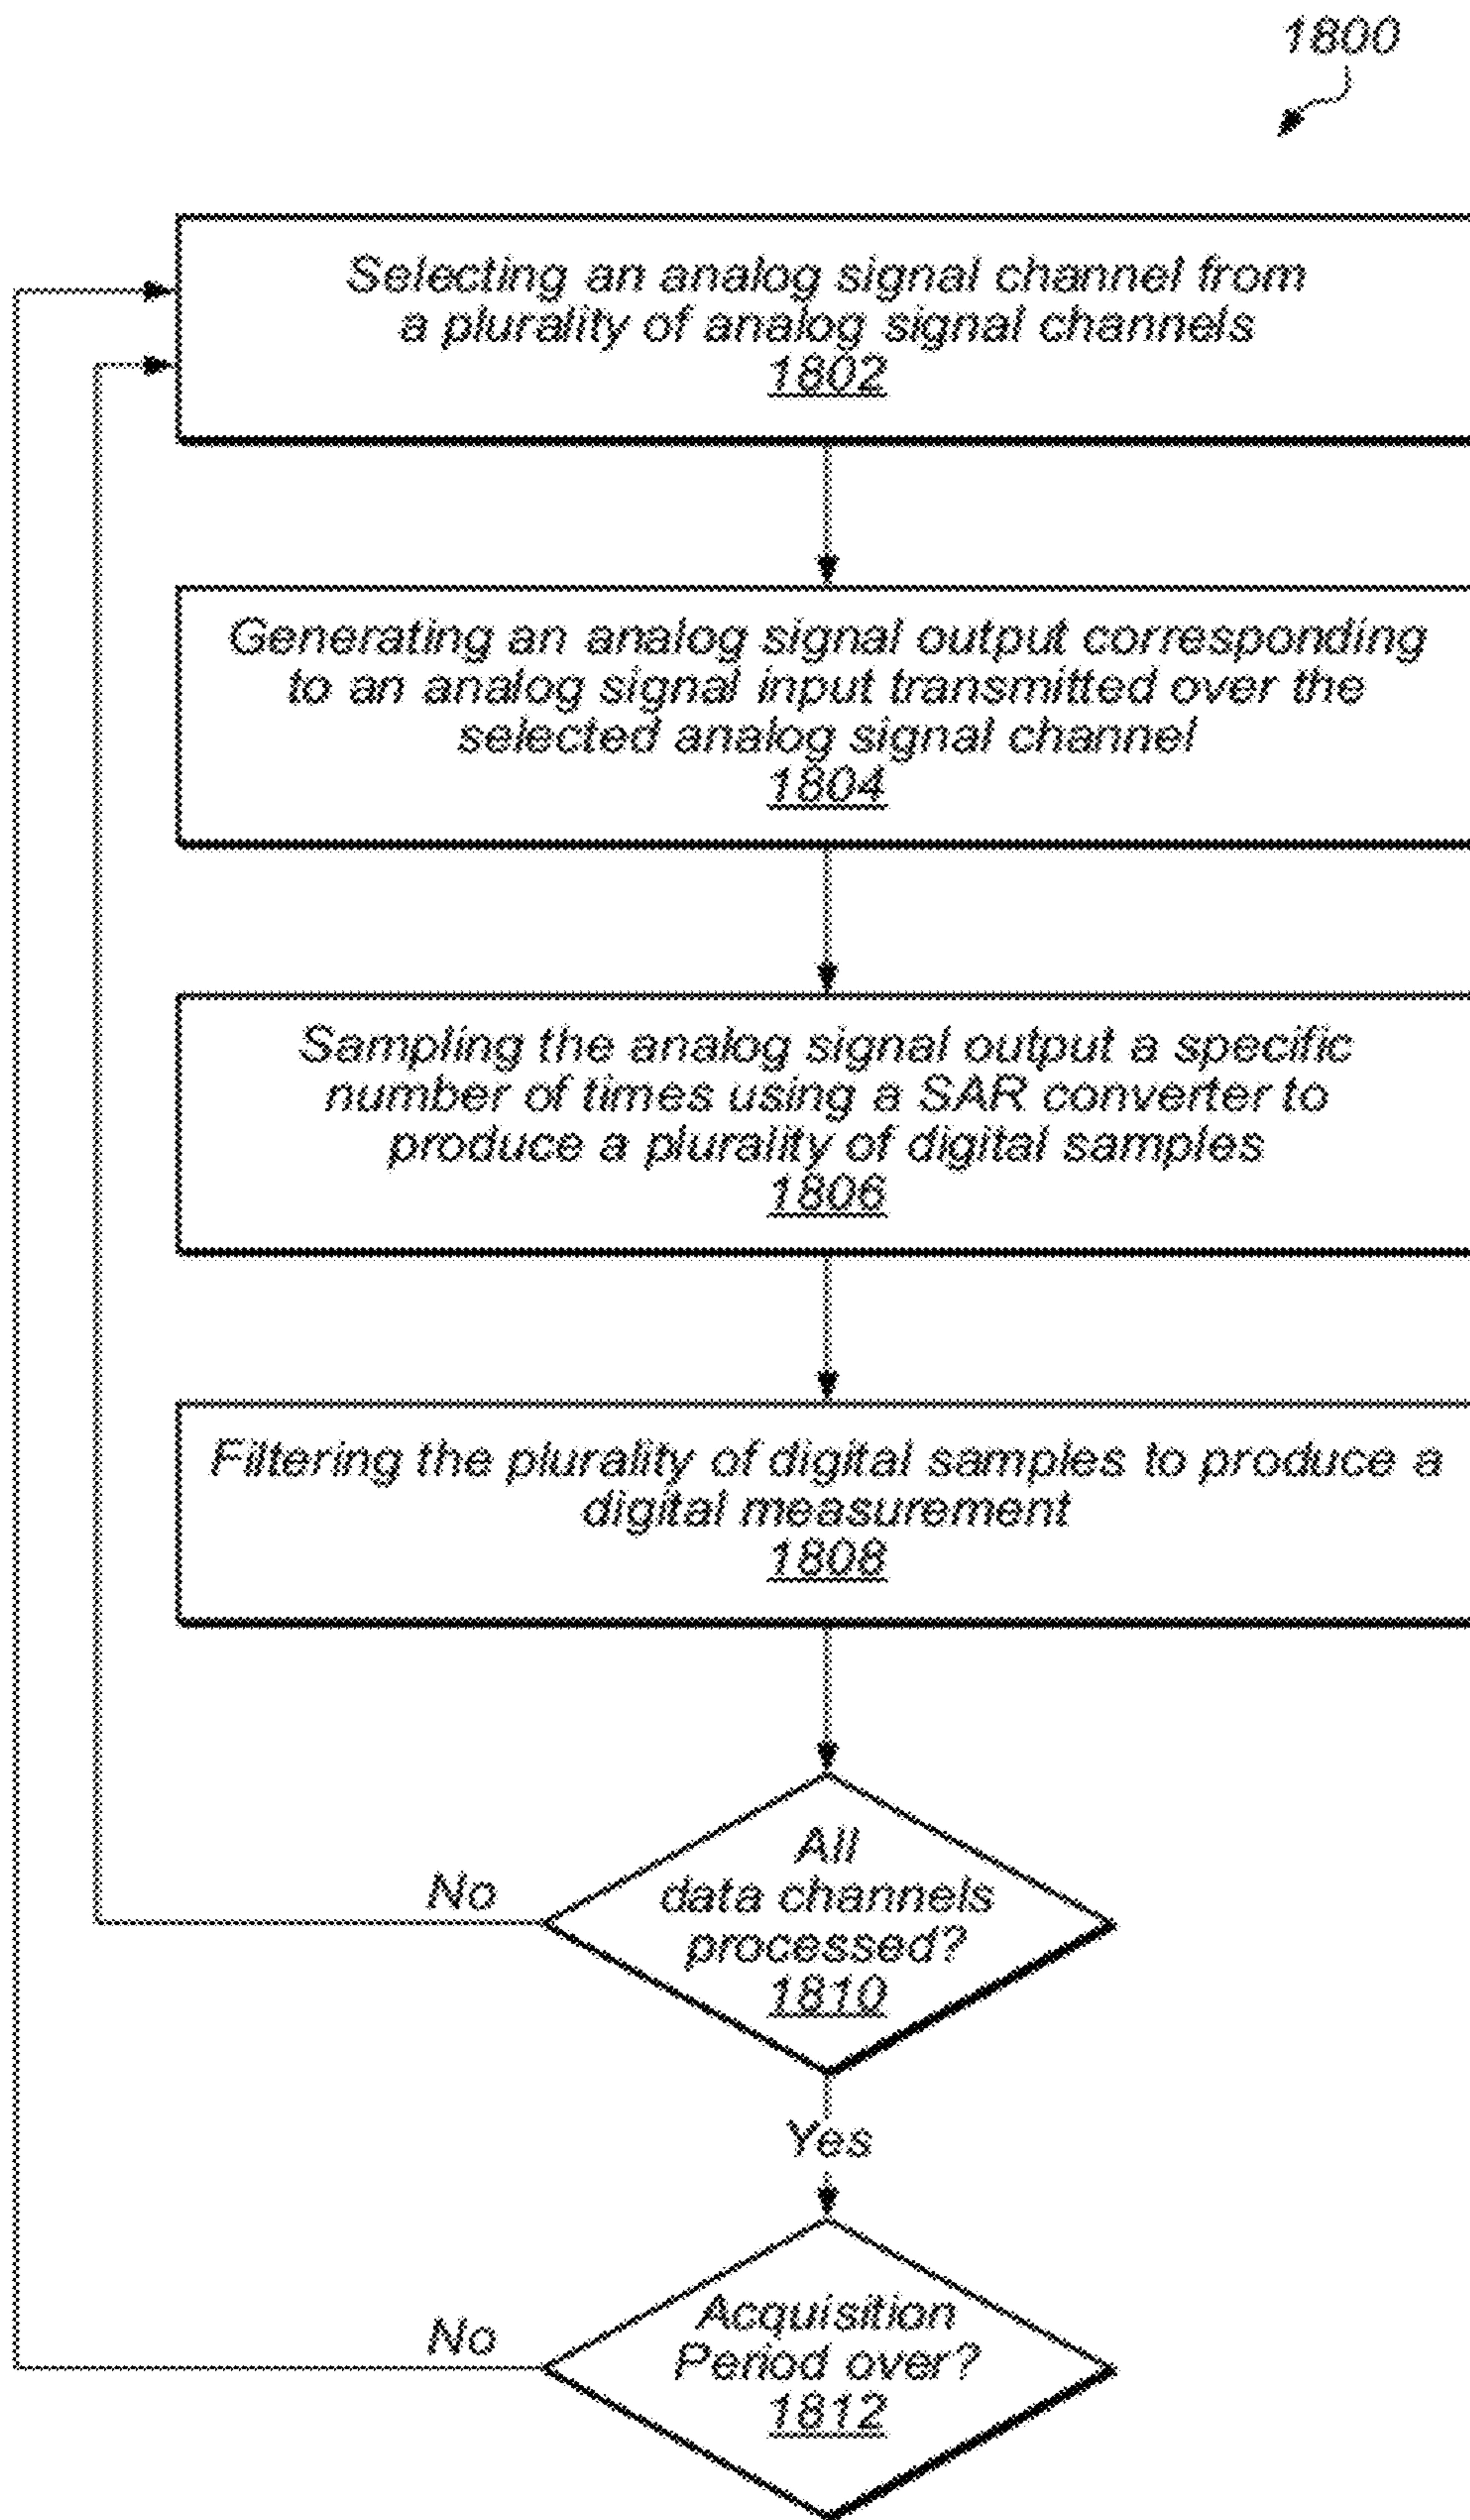 1800
Selecting an analog signal channel from
a plurality of analog signal channels
1802
Generating an analog signal output corresponding
to an analog signal input transmitted over the
selected analog signal channel
1804
Sampling the analog signal output a specific
number of times using a SAR converter to
produce a plurality of digital samples
1806
Filtering the plurality of digital samples to produce a
digital measurement
1808
All
data channels
processed?
1810
No
Yes
Acquisition
Period over?
1812
No